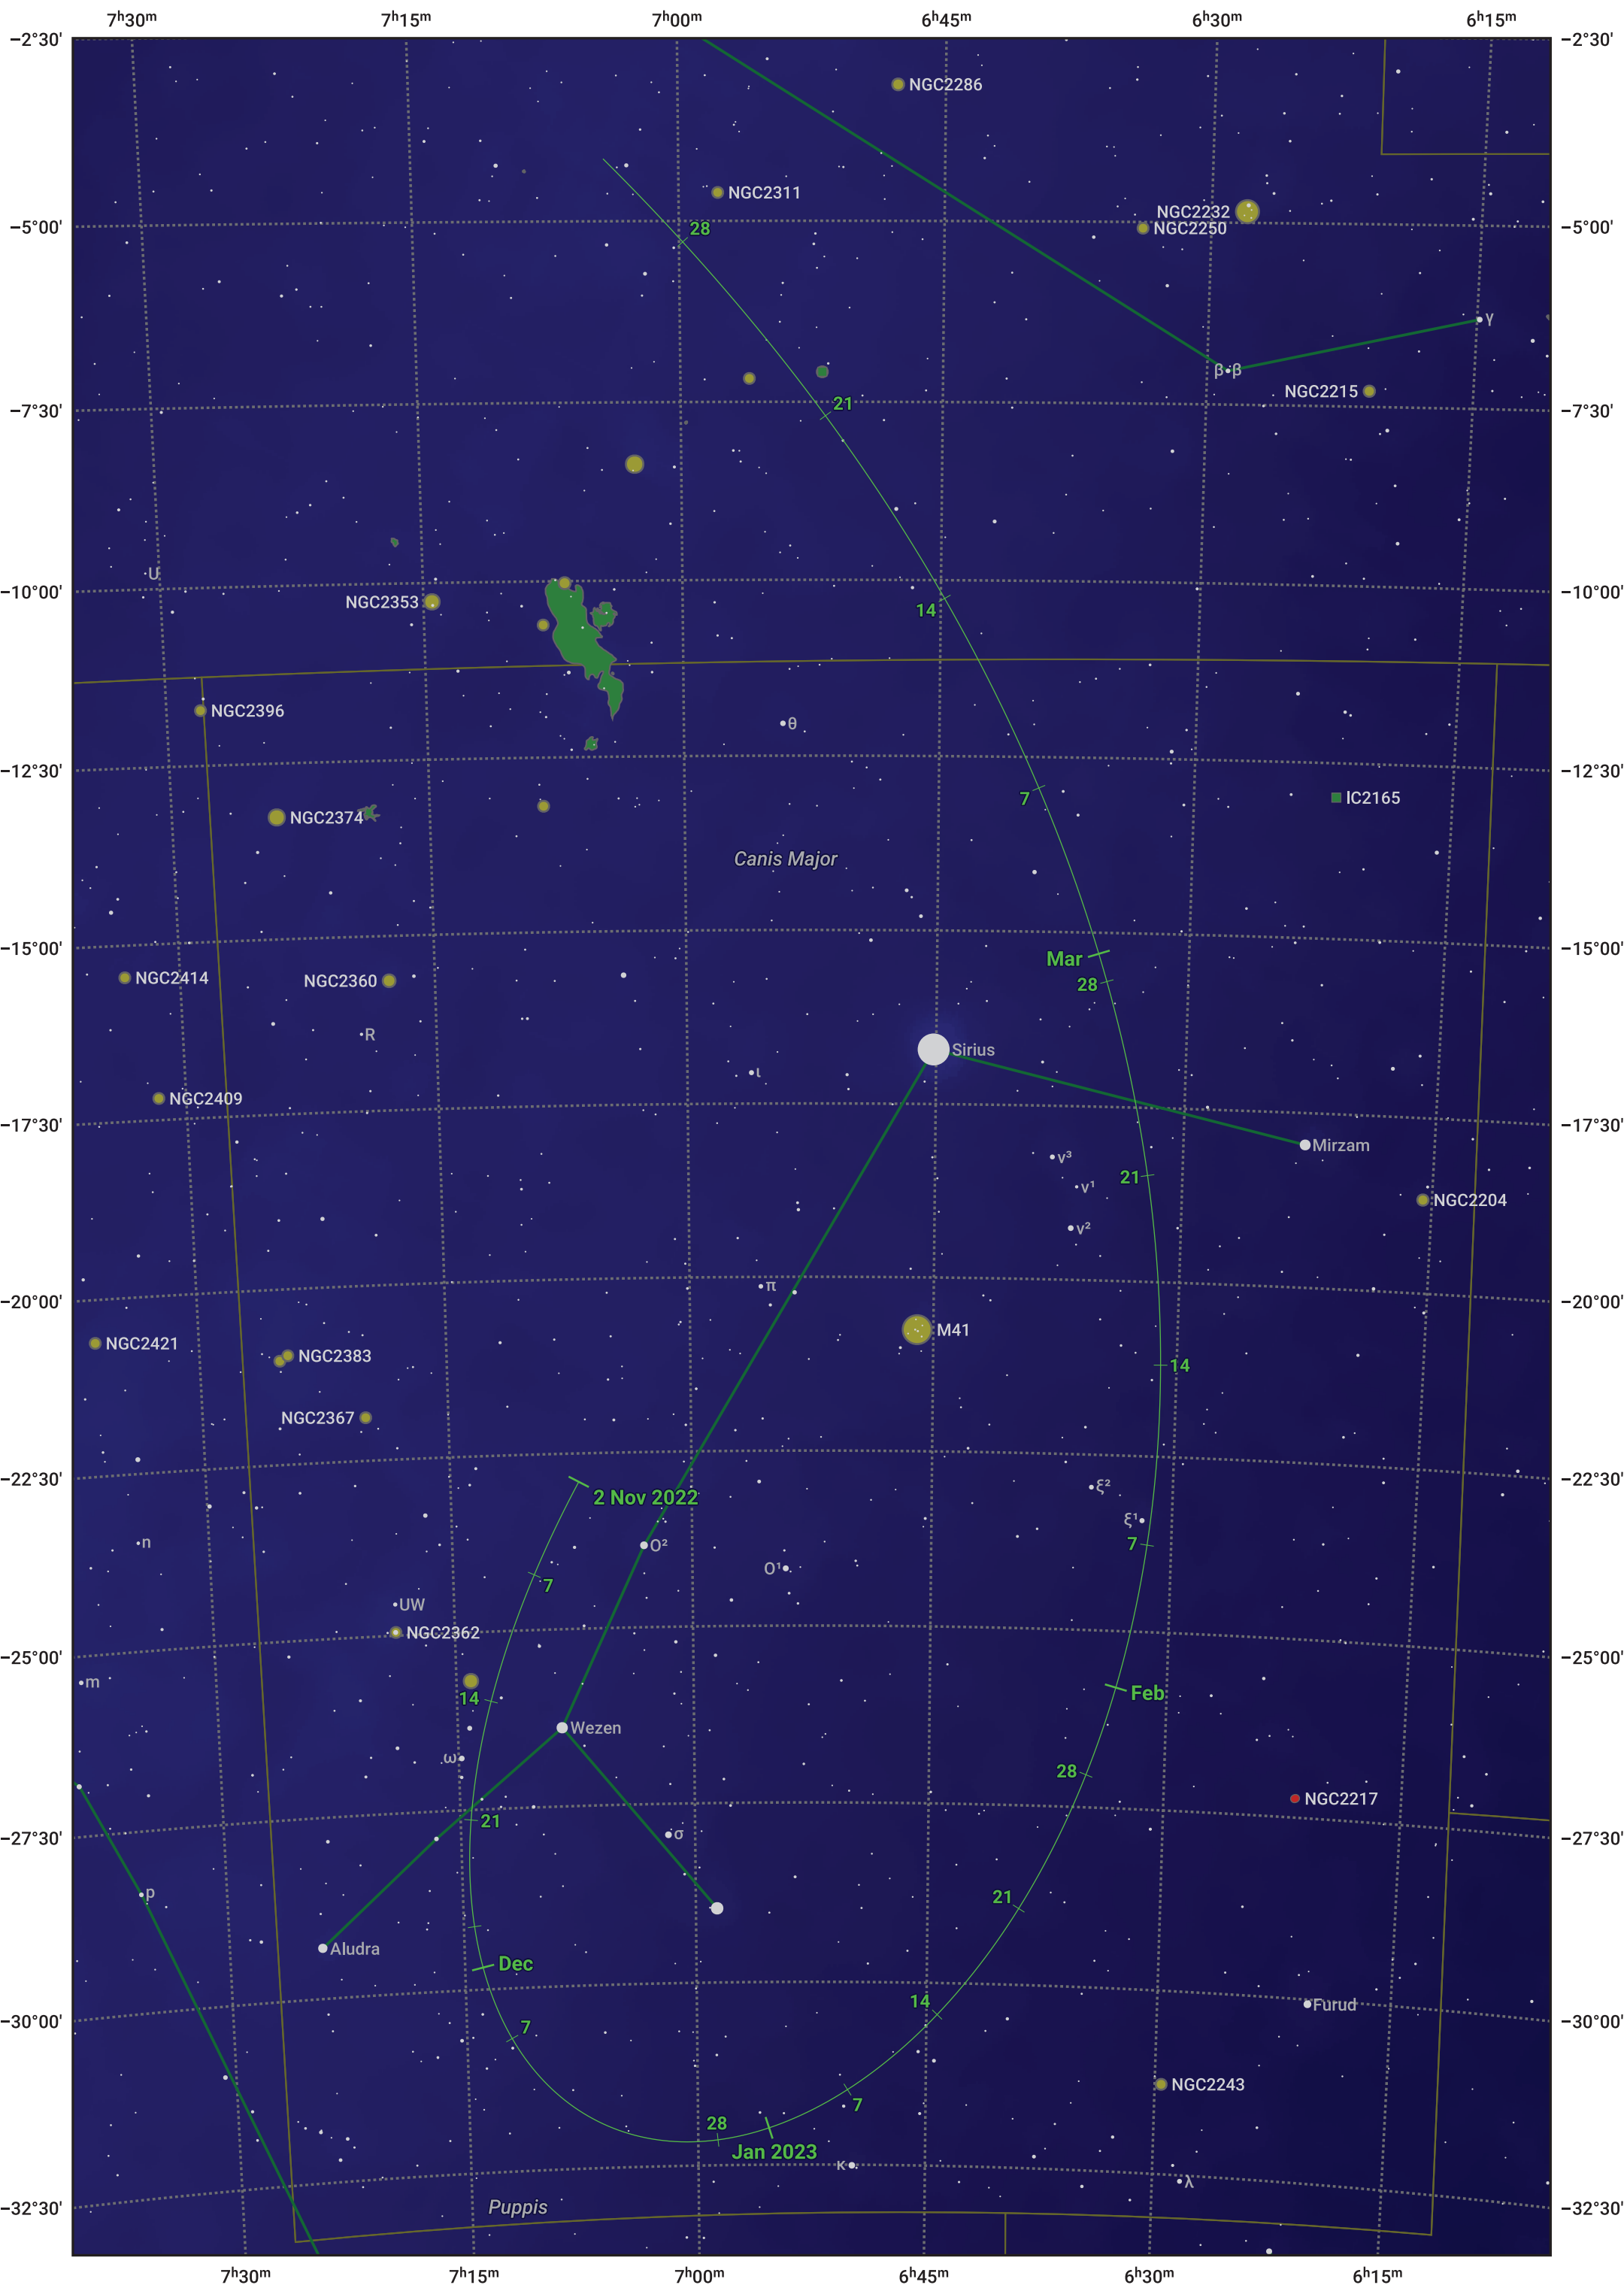 7h30m 7h15m 7h00m 6h45m 6h30m 6h15m
−2°30' −2°30'
NGC2286
NGC2311
NGC2232
−5°00' 28 NGC2250 −5°00'
γ
β β
NGC2215
−7°30' 21 −7°30'
U
−10°00' NGC2353 14 −10°00'
NGC2396
θ
−12°30' −12°30'
7 IC2165
NGC2374
Canis Major
−15°00' Mar −15°00'
NGC2414 NGC2360 28
R
Sirius
ι
NGC2409
−17°30' −17°30'
Mirzam
ν³
21
ν¹
NGC2204
ν²
π
−20°00' −20°00'
M41
NGC2421
NGC2383 14
NGC2367
−22°30' −22°30'
ξ²
2 Nov 2022
ξ¹
n ο² 7
ο¹
7
UW
NGC2362
−25°00' −25°00'
m Feb
14
Wezen
ω
28
NGC2217
21
−27°30' σ −27°30'
p 21
Aludra
Dec
14 Furud
−30°00' 7 −30°00'
NGC2243
7
28
Jan 2023
κ
λ
−32°30' Puppis −32°30'
7h30m 7h15m 7h00m 6h45m 6h30m 6h15m